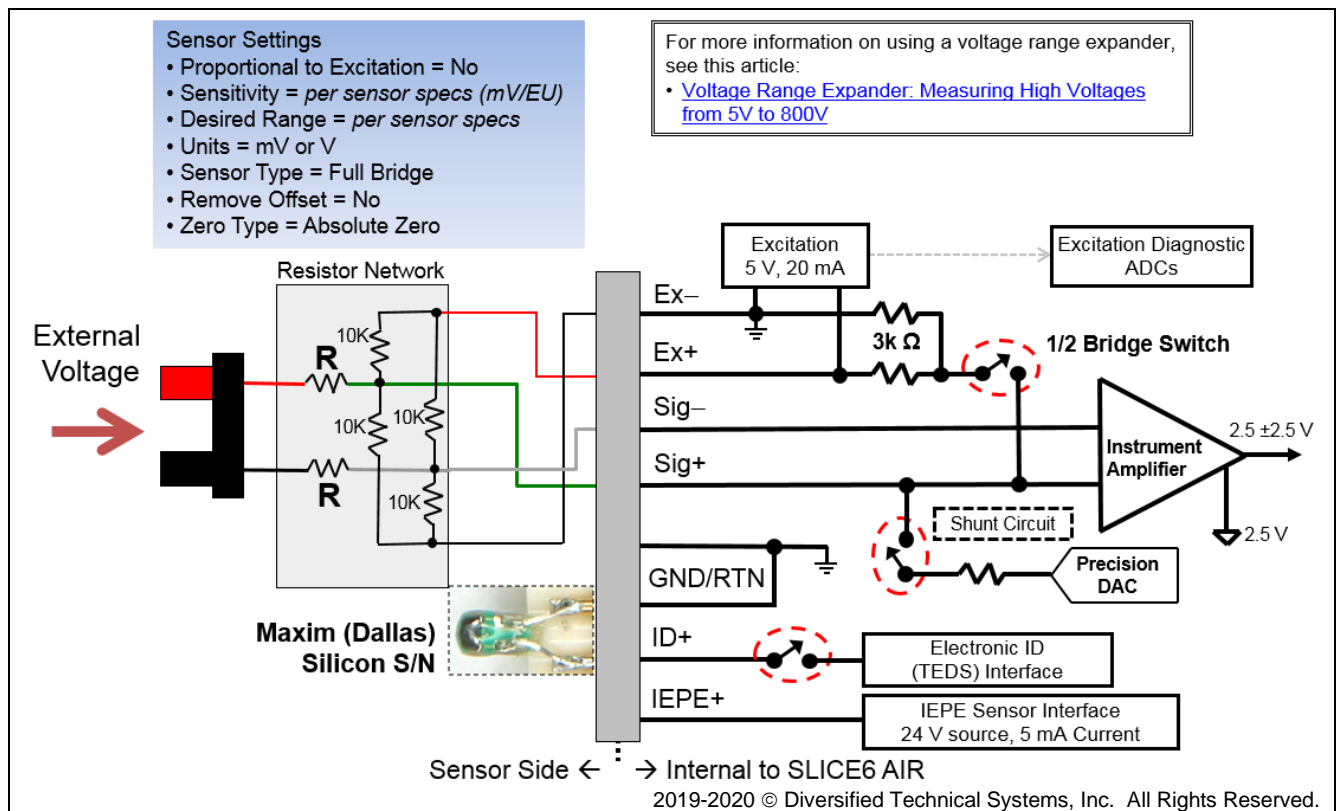 Sensor Settings
• Proportional to Excitation = No
• Sensitivity = per sensor specs (mV/EU)
• Desired Range = per sensor specs
• Units = mV or V
• Sensor Type = Full Bridge
• Remove Offset = No
• Zero Type = Absolute Zero
For more information on using a voltage range expander,
see this article:
• Voltage Range Expander: Measuring High Voltages
from 5V to 800V
Resistor Network
External
Voltage
R
R
10K
10K
10K
10K
Maxim (Dallas)
Silicon S/N
Excitation
5 V, 20 mA
Excitation Diagnostic
ADCs
Ex–
Ex+
Sig–
Sig+
GND/RTN
ID+
IEPE+
3k Ω
1/2 Bridge Switch
Instrument
Amplifier
2.5 ±2.5 V
2.5 V
Shunt Circuit
Precision
DAC
Electronic ID
(TEDS) Interface
IEPE Sensor Interface
24 V source, 5 mA Current
Sensor Side ← → Internal to SLICE6 AIR
2019-2020 © Diversified Technical Systems, Inc. All Rights Reserved.